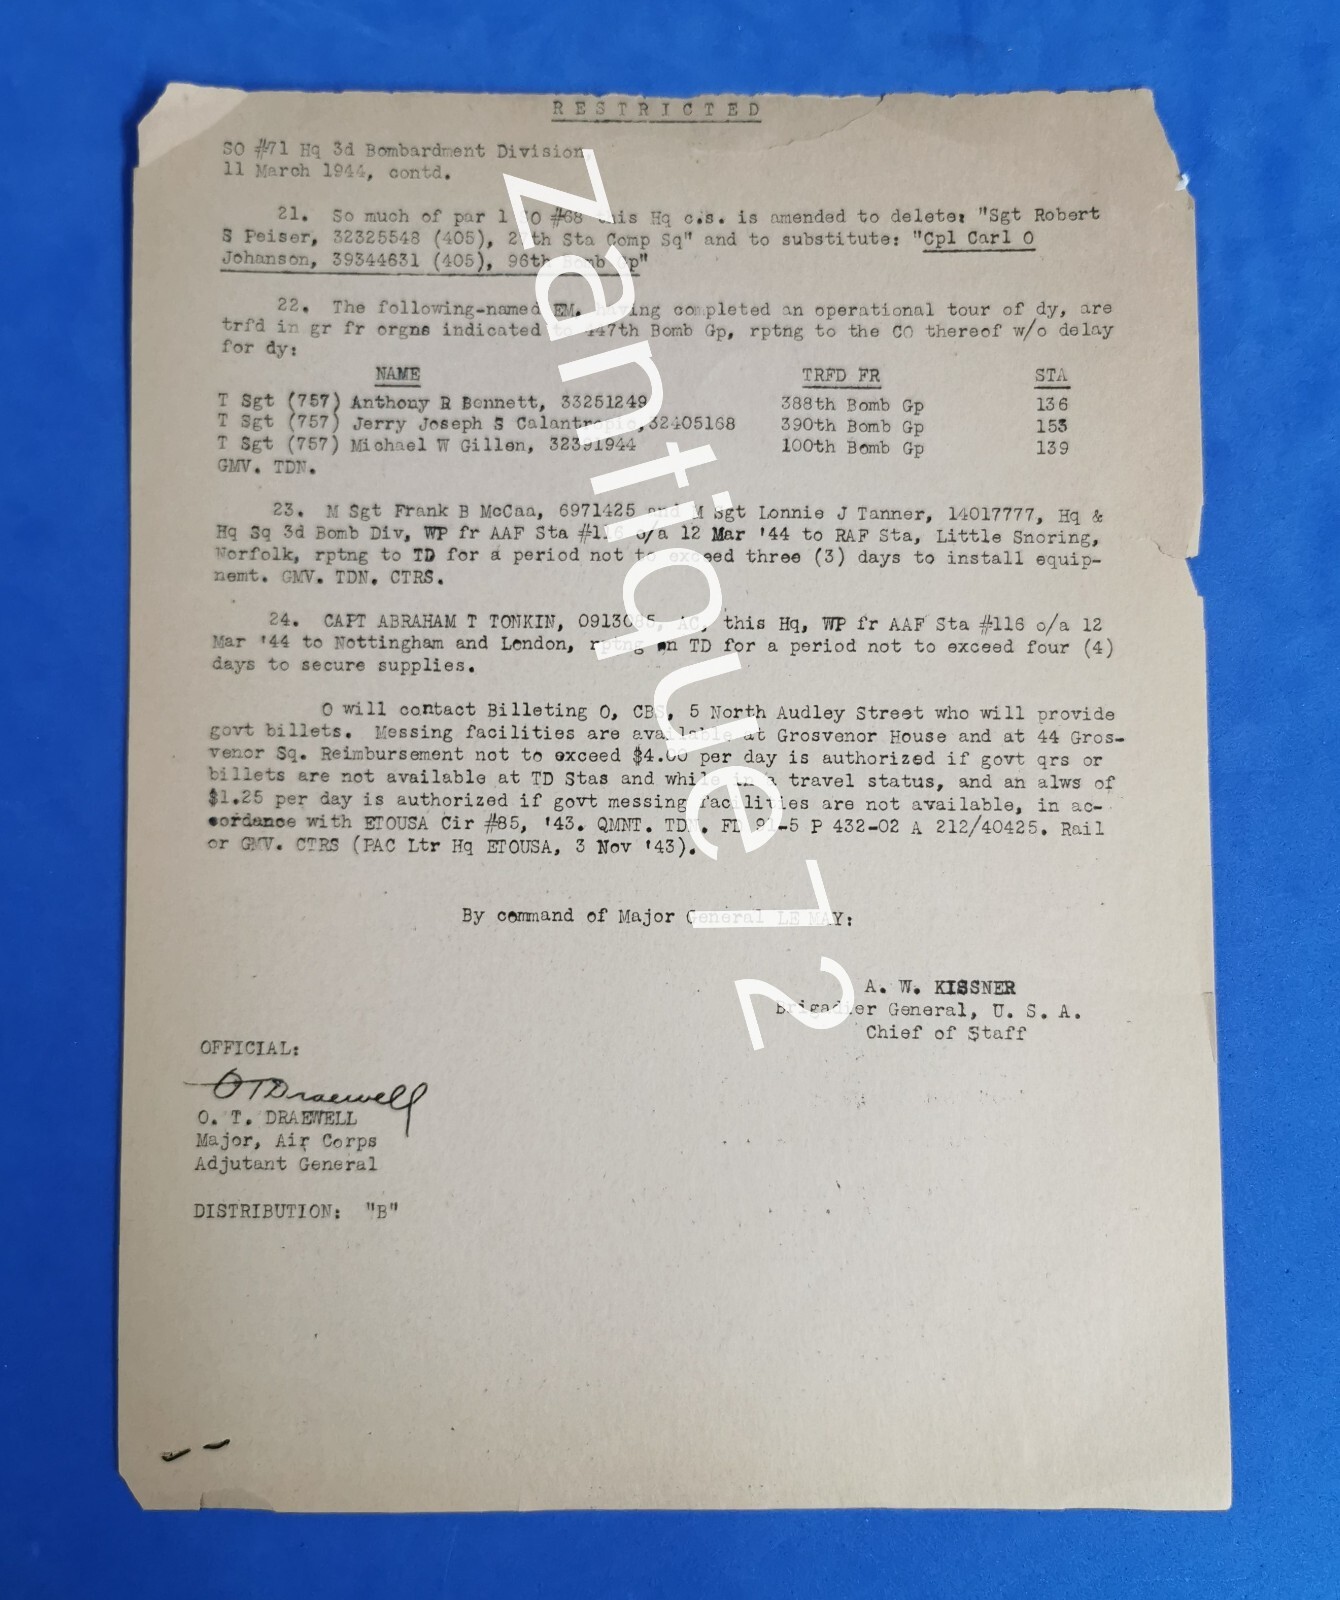 RESTRICTED
SO #71 Hq 3d Bombardment Division,
11 March 1944, contd.
21. So much of par 1 SO #68 this Hq c.s. is amended to delete: "Sgt Robert
S Peiser, 32325548 (405), Sta Comp Sq" and to substitute: "Cpl Carl O
Johanson, 39344631 (405), 96th Bomb Gp"
22. The following-named EM, having completed an operational tour of dy, are
trfd in gr fr orgns indicated to 447th Bomb Gp, rptng to the CO thereof w/o delay
for dy:
NAME TRFD FR STA
T Sgt (757) Anthony R Bennett, 33251249 388th Bomb Gp 136
T Sgt (757) Jerry Joseph S 32405168 390th Bomb Gp 153
T Sgt (757) Michael W Gillen, 32391944 100th Bomb Gp 139
GMV. TDN.
23. M Sgt Frank B McCaa, 6971425 and M Sgt Lonnie J Tanner, 14017777, Hq &
Hq Sq 3d Bomb Div, WP fr AAF Sta #116 o/a 12 Mar '44 to RAF Sta, Little Snoring,
Norfolk, rptng to TD for a period not to exceed three (3) days to install equip-
nemt. GMV. TDN. CTRS.
24. CAPT ABRAHAM T TONKIN, AC, this Hq, WP fr AAF Sta #116 o/a 12
Mar '44 to Nottingham and London, rptng on TD for a period not to exceed four (4)
days to secure supplies.
O will contact Billeting O, CBS, 5 North Audley Street who will provide
govt billets. Messing facilities are available at Grosvenor House and at 44 Gros-
venor Sq. Reimbursement not to exceed $4.00 per day is authorized if govt qrs or
billets are not available at TD Stas and while in a travel status, and an alws of
$1.25 per day is authorized if govt messing facilities are not available, in ac-
cordance with ETOUSA Cir #85, '43. QMNT. TDN. FD 91-5 P 432-02 A 212/40425. Rail
or GMV. CTRS (PAC Ltr Hq ETOUSA, 3 Nov '43).
By command of Major General LE MAY:
A. W. KISSNER
Brigadier General, U. S. A.
Chief of Staff
OFFICIAL:
O T Draewell
O. T. DRAEWELL
Major, Air Corps
Adjutant General
DISTRIBUTION: "B"
zantique72